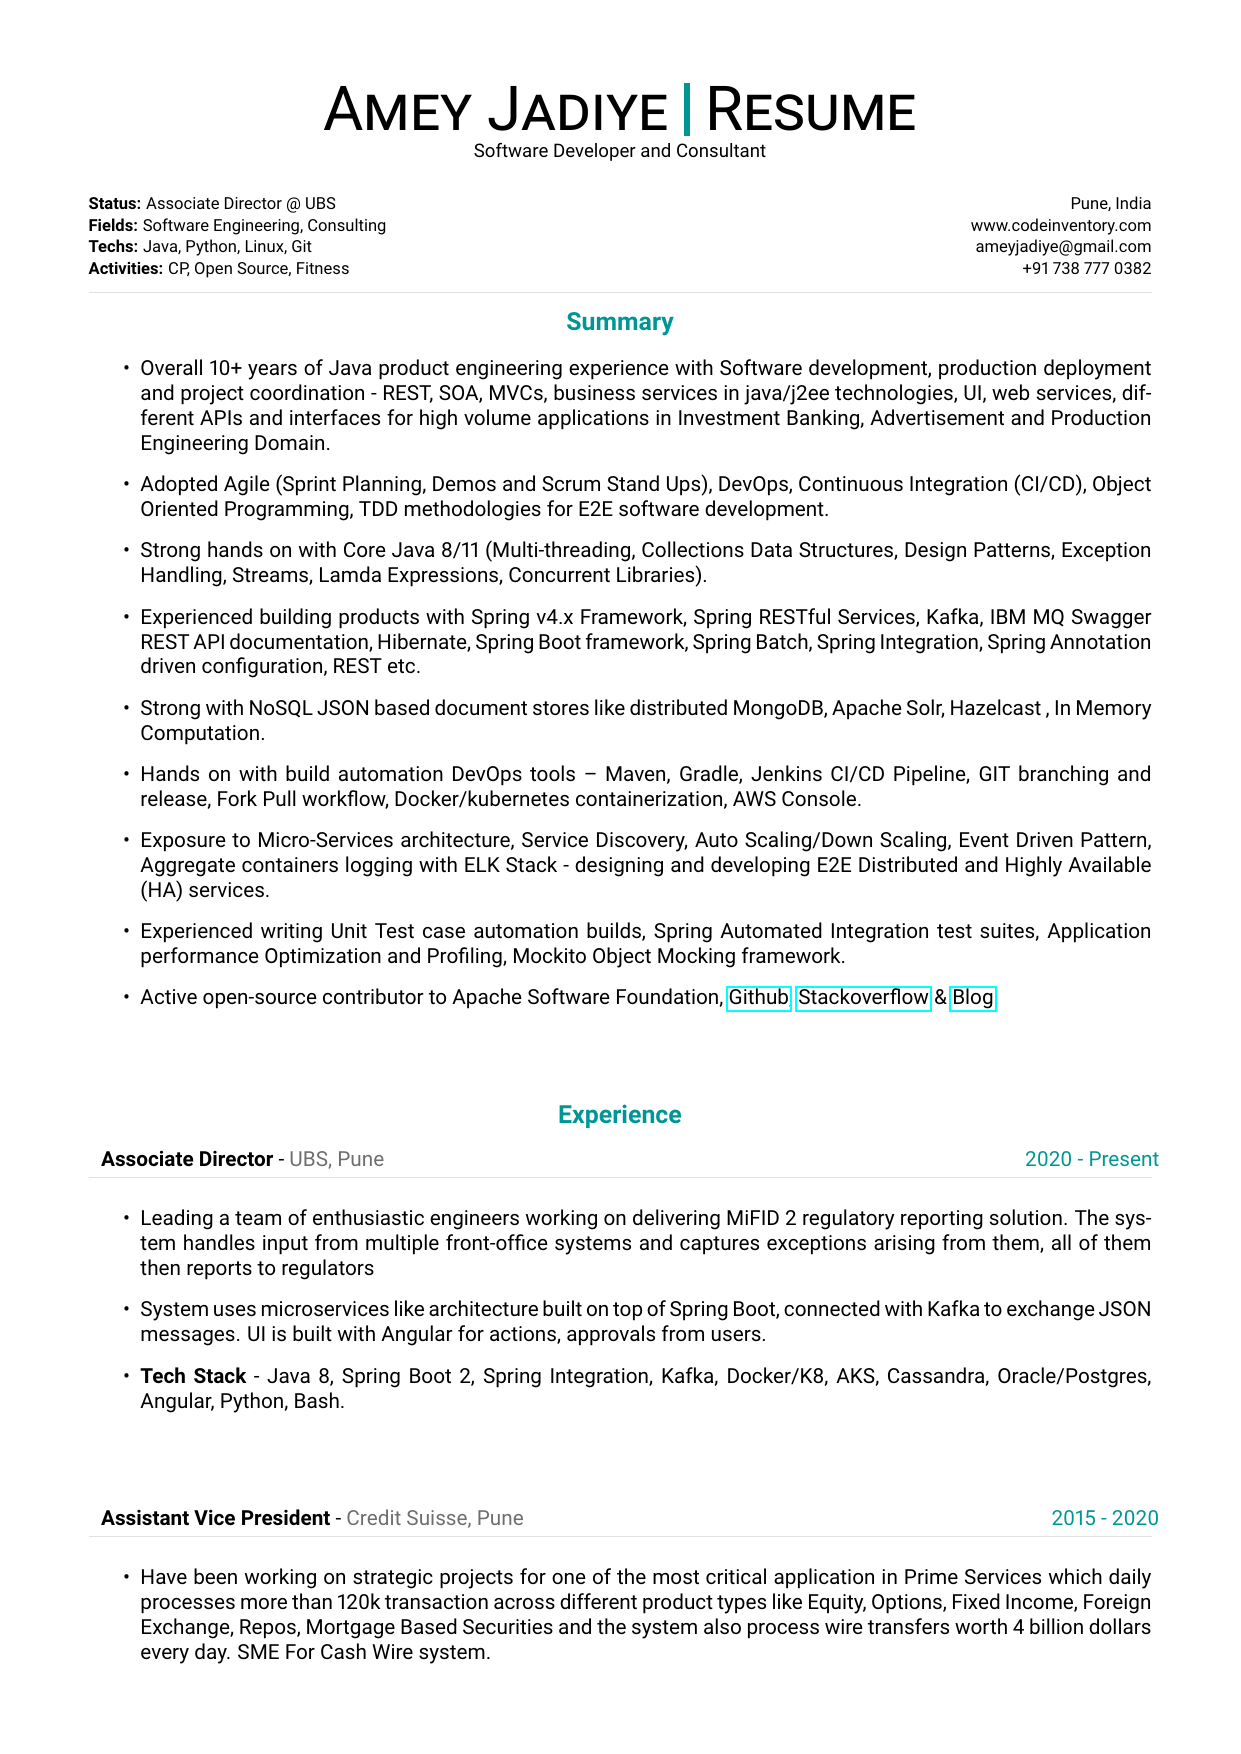 Amey Jadiye | Resume
Software Developer and Consultant
Status: Associate Director @ UBS
Fields: Software Engineering, Consulting
Techs: Java, Python, Linux, Git
Activities: CP, Open Source, Fitness
Pune, India
www.codeinventory.com
ameyjadiye@gmail.com
+91 738 777 0382
Summary
• Overall 10+ years of Java product engineering experience with Software development, production deployment
and project coordination - REST, SOA, MVCs, business services in java/j2ee technologies, UI, web services, dif-
ferent APIs and interfaces for high volume applications in Investment Banking, Advertisement and Production
Engineering Domain.
• Adopted Agile (Sprint Planning, Demos and Scrum Stand Ups), DevOps, Continuous Integration (CI/CD), Object
Oriented Programming, TDD methodologies for E2E software development.
• Strong hands on with Core Java 8/11 (Multi-threading, Collections Data Structures, Design Patterns, Exception
Handling, Streams, Lamda Expressions, Concurrent Libraries).
• Experienced building products with Spring v4.x Framework, Spring RESTful Services, Kafka, IBM MQ Swagger
REST API documentation, Hibernate, Spring Boot framework, Spring Batch, Spring Integration, Spring Annotation
driven configuration, REST etc.
• Strong with NoSQL JSON based document stores like distributed MongoDB, Apache Solr, Hazelcast , In Memory
Computation.
• Hands on with build automation DevOps tools – Maven, Gradle, Jenkins CI/CD Pipeline, GIT branching and
release, Fork Pull workflow, Docker/kubernetes containerization, AWS Console.
• Exposure to Micro-Services architecture, Service Discovery, Auto Scaling/Down Scaling, Event Driven Pattern,
Aggregate containers logging with ELK Stack - designing and developing E2E Distributed and Highly Available
(HA) services.
• Experienced writing Unit Test case automation builds, Spring Automated Integration test suites, Application
performance Optimization and Profiling, Mockito Object Mocking framework.
• Active open-source contributor to Apache Software Foundation, Github, Stackoverflow & Blog
Experience
Associate Director - UBS, Pune 2020 - Present
• Leading a team of enthusiastic engineers working on delivering MiFID 2 regulatory reporting solution. The sys-
tem handles input from multiple front-office systems and captures exceptions arising from them, all of them
then reports to regulators
• System uses microservices like architecture built on top of Spring Boot, connected with Kafka to exchange JSON
messages. UI is built with Angular for actions, approvals from users.
• Tech Stack - Java 8, Spring Boot 2, Spring Integration, Kafka, Docker/K8, AKS, Cassandra, Oracle/Postgres,
Angular, Python, Bash.
Assistant Vice President - Credit Suisse, Pune 2015 - 2020
• Have been working on strategic projects for one of the most critical application in Prime Services which daily
processes more than 120k transaction across different product types like Equity, Options, Fixed Income, Foreign
Exchange, Repos, Mortgage Based Securities and the system also process wire transfers worth 4 billion dollars
every day. SME For Cash Wire system.